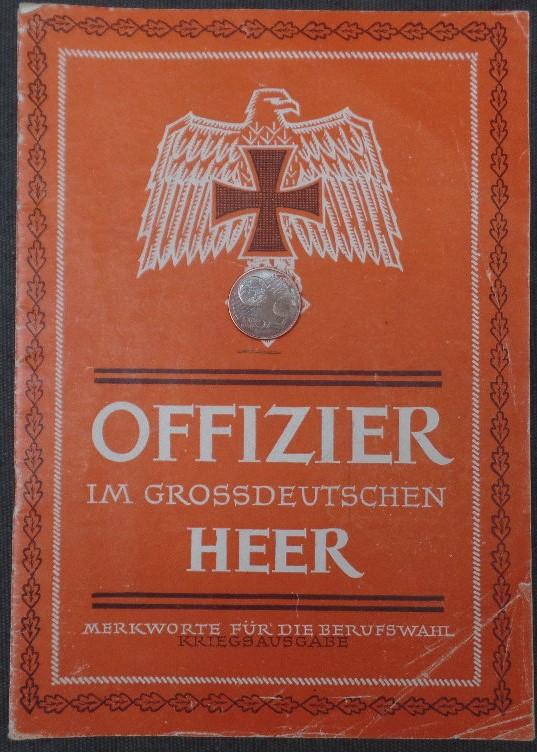 OFFIZIER
IM GROSSDEUTSCHEN
HEER
MERKWORTE FÜR DIE BERUFSWAHL
KRIEGSAUSGABE